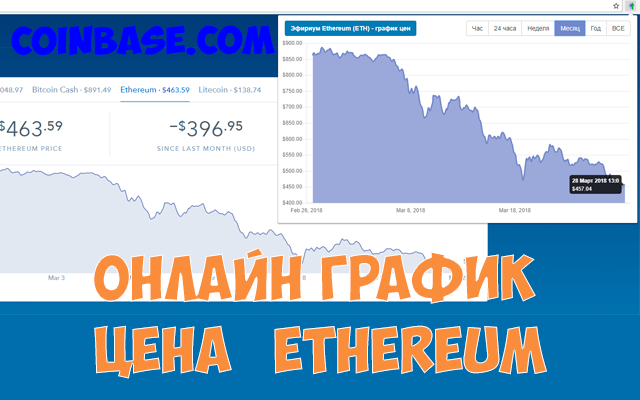 COINBASE.COM
Эфириум Ethereum (ETH) - график цен
Час 24 часа Неделя Месяц Год ВСЕ
$900.00
$850.00
$800.00
$750.00
$700.00
$650.00
$600.00
$550.00
$500.00
$450.00
$400.00
28 Март 2018 13:0
$457.04
Feb 26, 2018 Mar 8, 2018 Mar 18, 2018
048.97 Bitcoin Cash · $891.49 Ethereum · $463.59 Litecoin · $138.74
$463.59 −$396.95
ETHEREUM PRICE SINCE LAST MONTH (USD)
Mar 3
ОНЛАЙН ГРАФИК
ЦЕНА ETHEREUM